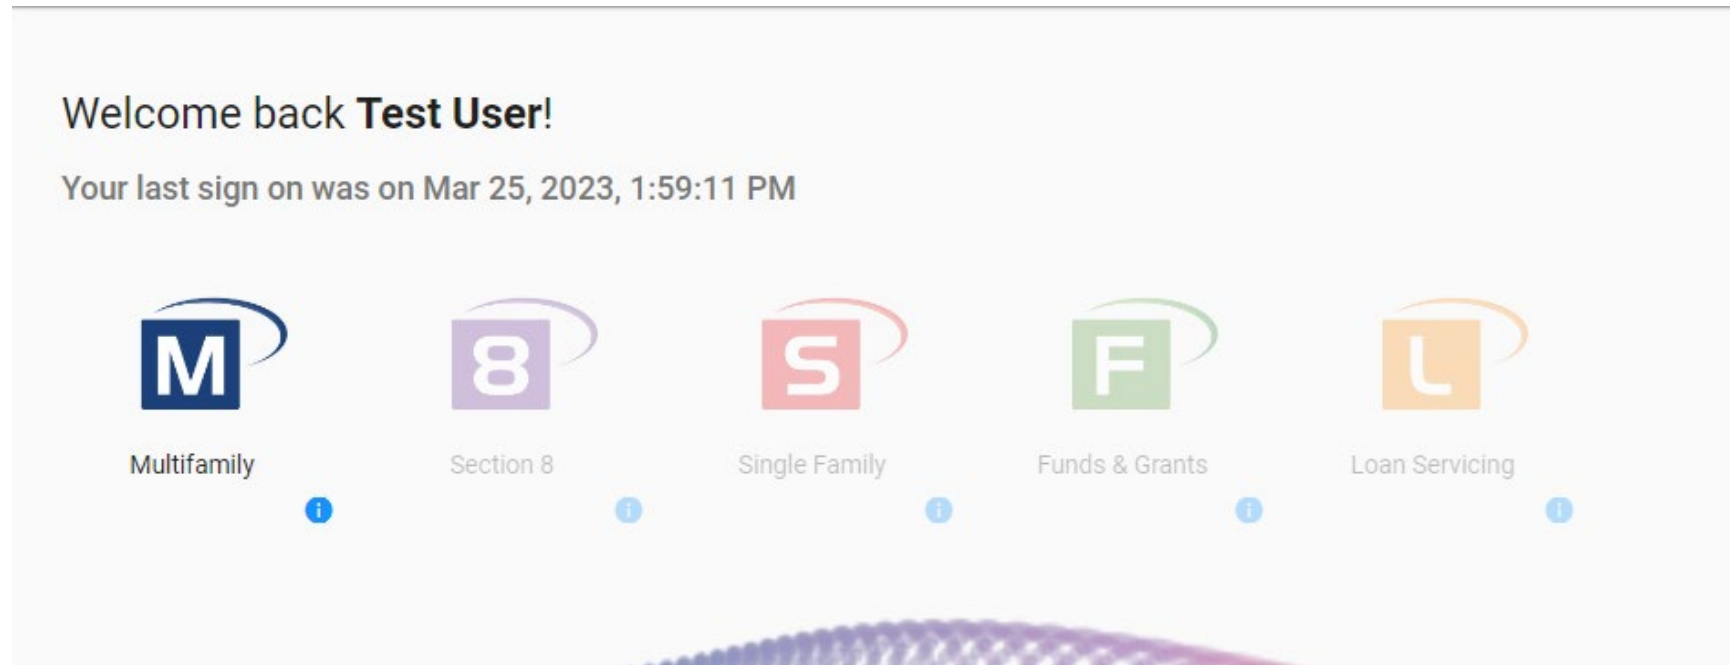 Welcome back Test User!
Your last sign on was on Mar 25, 2023, 1:59:11 PM
M 8 S F L
Multifamily Section 8 Single Family Funds & Grants Loan Servicing
i i i i i